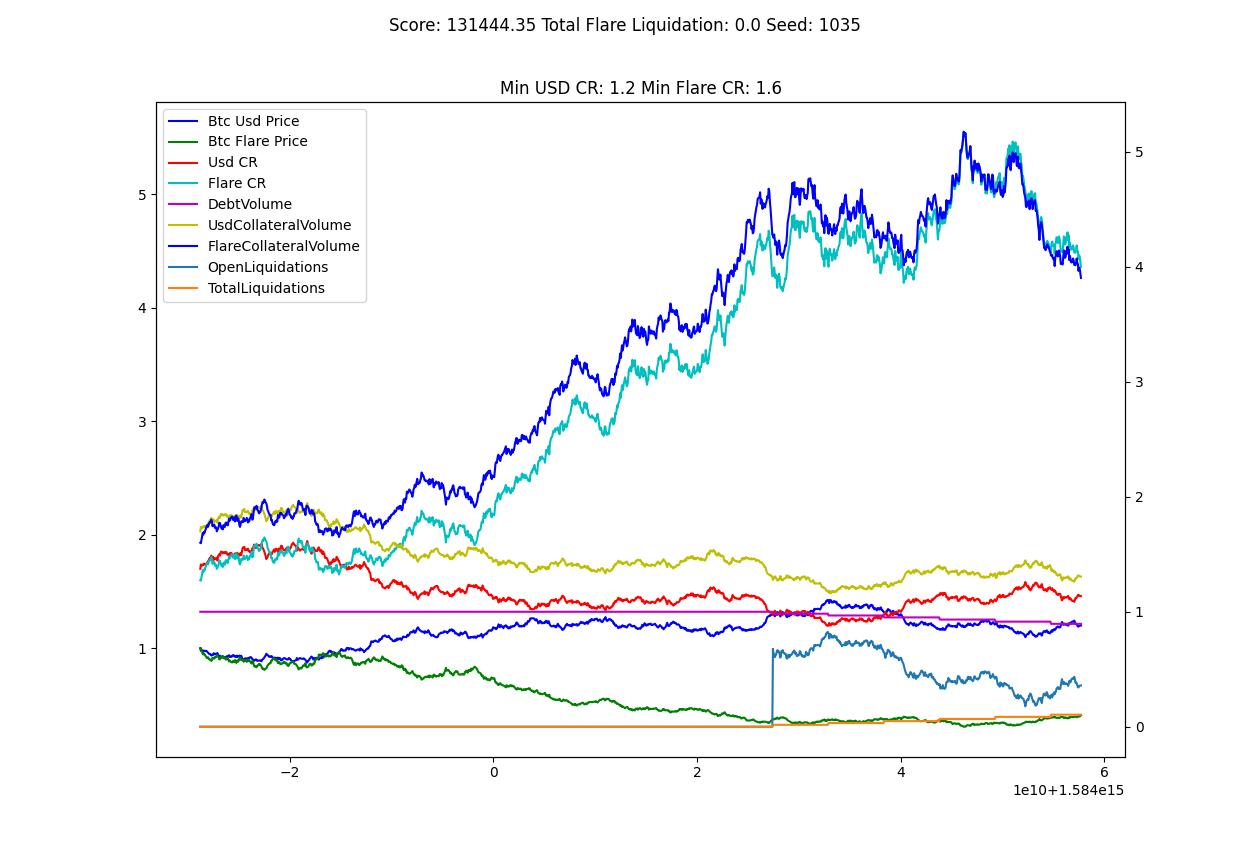 Score: 131444.35 Total Flare Liquidation: 0.0 Seed: 1035
Min USD CR: 1.2 Min Flare CR: 1.6
Btc Usd Price
Btc Flare Price
Usd CR
Flare CR
DebtVolume
UsdCollateralVolume
FlareCollateralVolume
OpenLiquidations
TotalLiquidations
5
4
3
2
1
5
4
3
2
1
0
−2 0 2 4 6
1e10+1.584e15